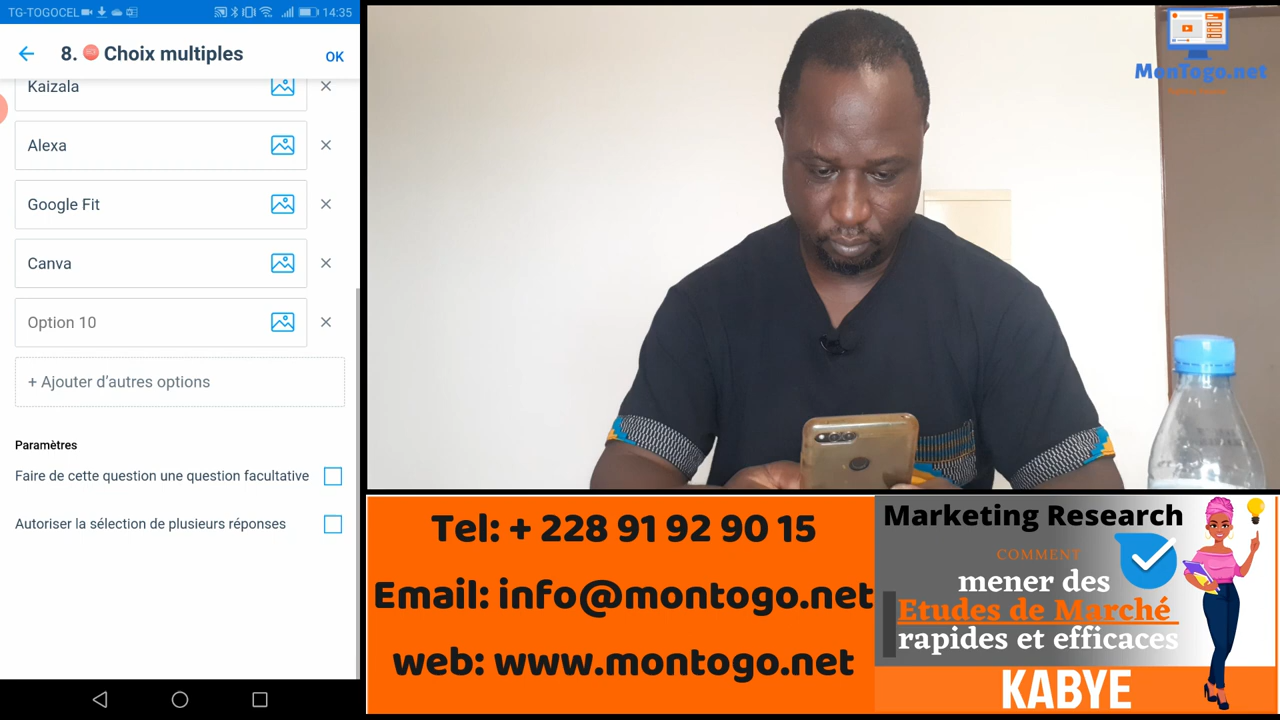 TG-TOGOCEL
14:35
8. Choix multiples
OK
Kaizala
Alexa
Google Fit
Canva
Option 10
+ Ajouter d’autres options
Paramètres
Faire de cette question une question facultative
Autoriser la sélection de plusieurs réponses
MonTogo.net
Tel: + 228 91 92 90 15
Email: info@montogo.net
web: www.montogo.net
Marketing Research
COMMENT
mener des
Etudes de Marché
rapides et efficaces
KABYE